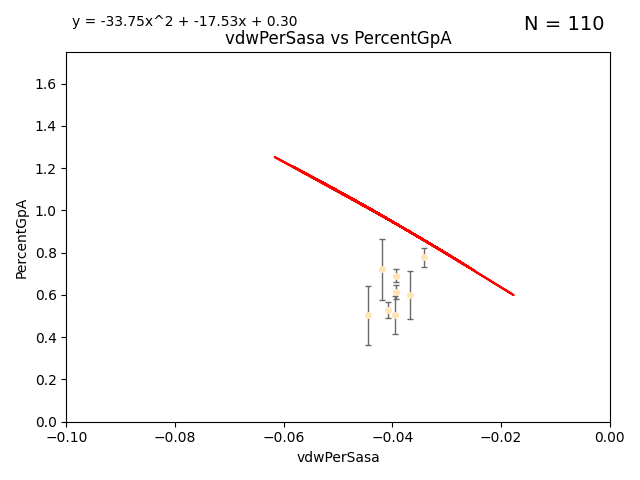 y = -33.75x^2 + -17.53x + 0.30
N = 110
vdwPerSasa vs PercentGpA
PercentGpA
1.6
1.4
1.2
1.0
0.8
0.6
0.4
0.2
0.0
−0.10 −0.08 −0.06 −0.04 −0.02 0.00
vdwPerSasa